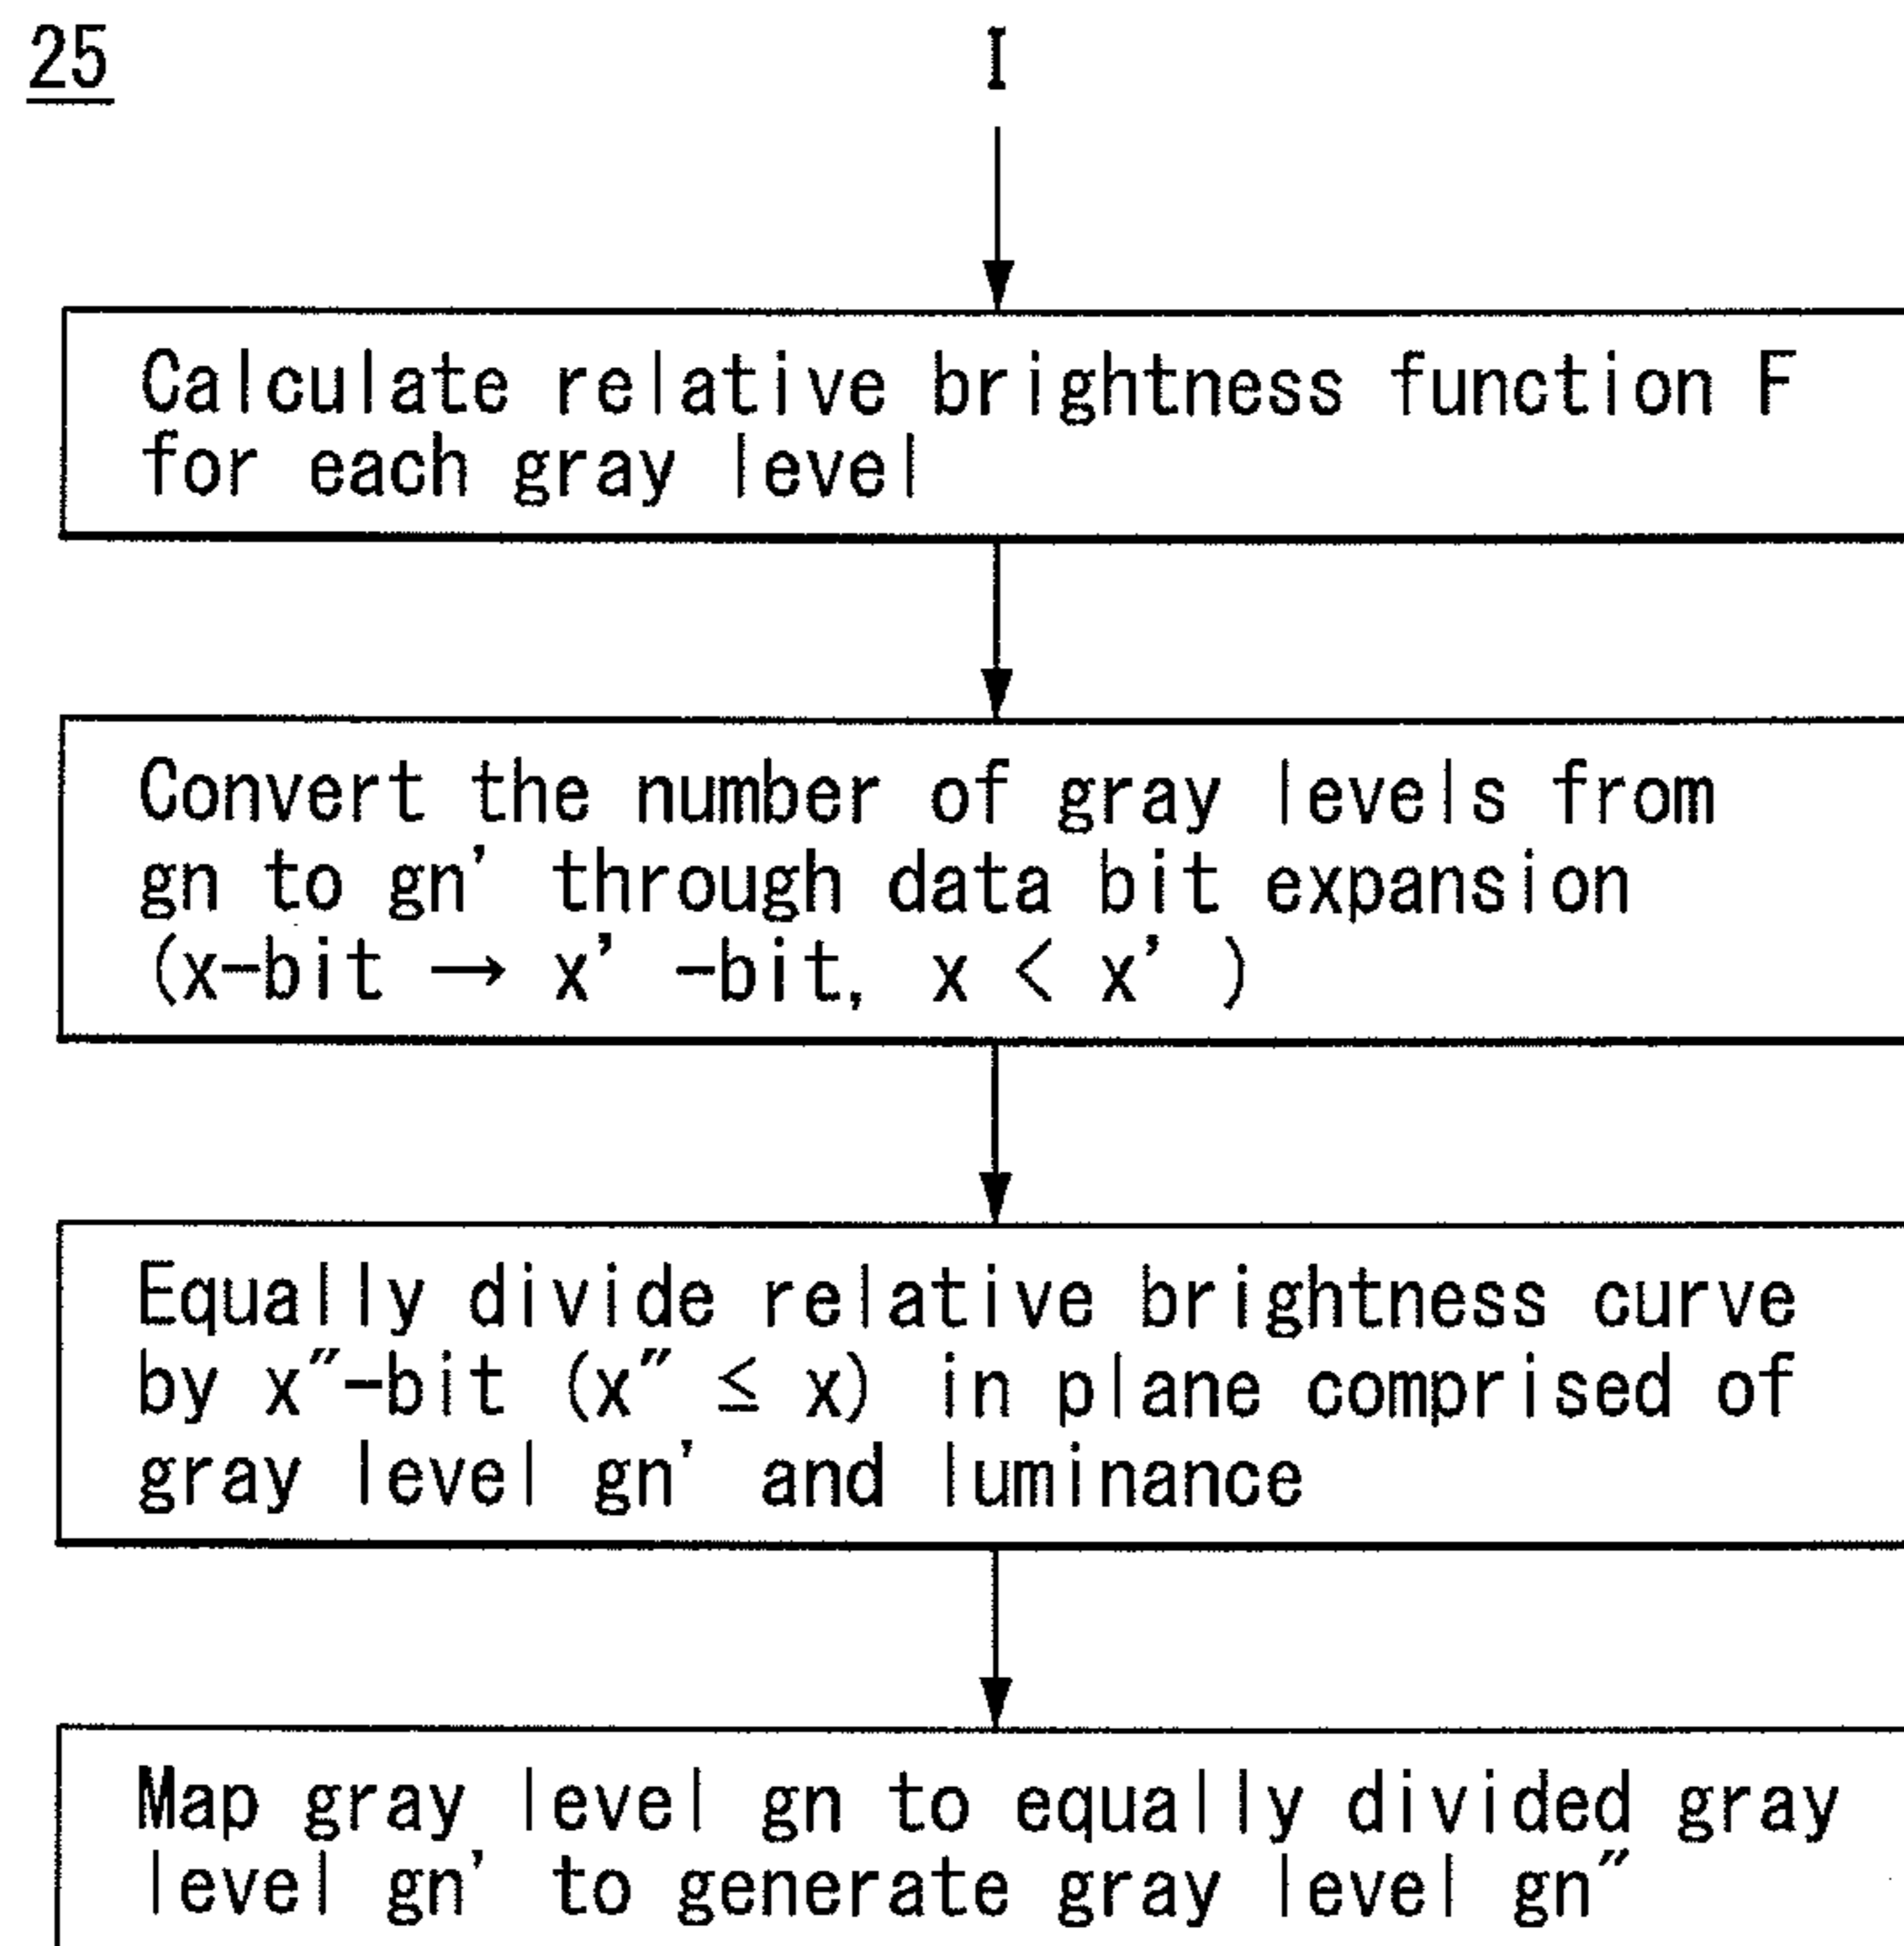 25
I
Calculate relative brightness function F
for each gray level
Convert the number of gray levels from
gn to gn' through data bit expansion
(x-bit → x' -bit, x < x' )
Equally divide relative brightness curve
by x″-bit (x″ ≤ x) in plane comprised of
gray level gn' and luminance
Map gray level gn to equally divided gray
level gn' to generate gray level gn″